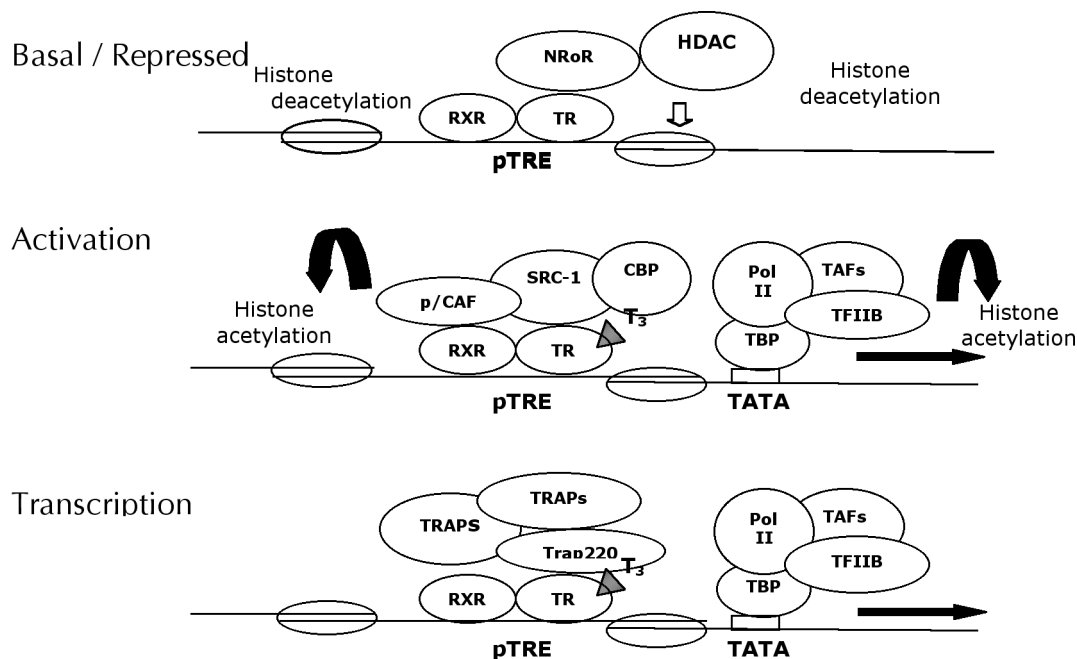 Basal / Repressed
Histone
deacetylation
NRoR
HDAC
Histone
deacetylation
RXR
TR
pTRE
Activation
Histone
acetylation
p/CAF
SRC-1
CBP
T3
RXR
TR
pTRE
Pol
II
TAFs
TFIIB
TBP
TATA
Histone
acetylation
Transcription
TRAPS
TRAPs
Trap220
T3
RXR
TR
pTRE
Pol
II
TAFs
TFIIB
TBP
TATA